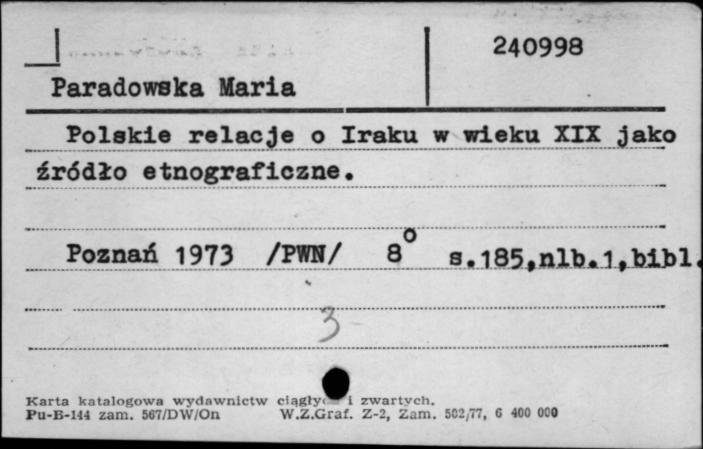 240998
Paradowska Maria
Polskie relacje o Iraku w wieku XIX jako
źródło etnograficzne.
Poznań 1973 /PWN/ 8° s.185,nlb.1,bibl.
3
Karta katalogowa wydawnictw i zwartych.
Pu-B-144 zam. 567/DW/On W.Z.Graf. Z-2, Zam. 502/77, 6 400 000